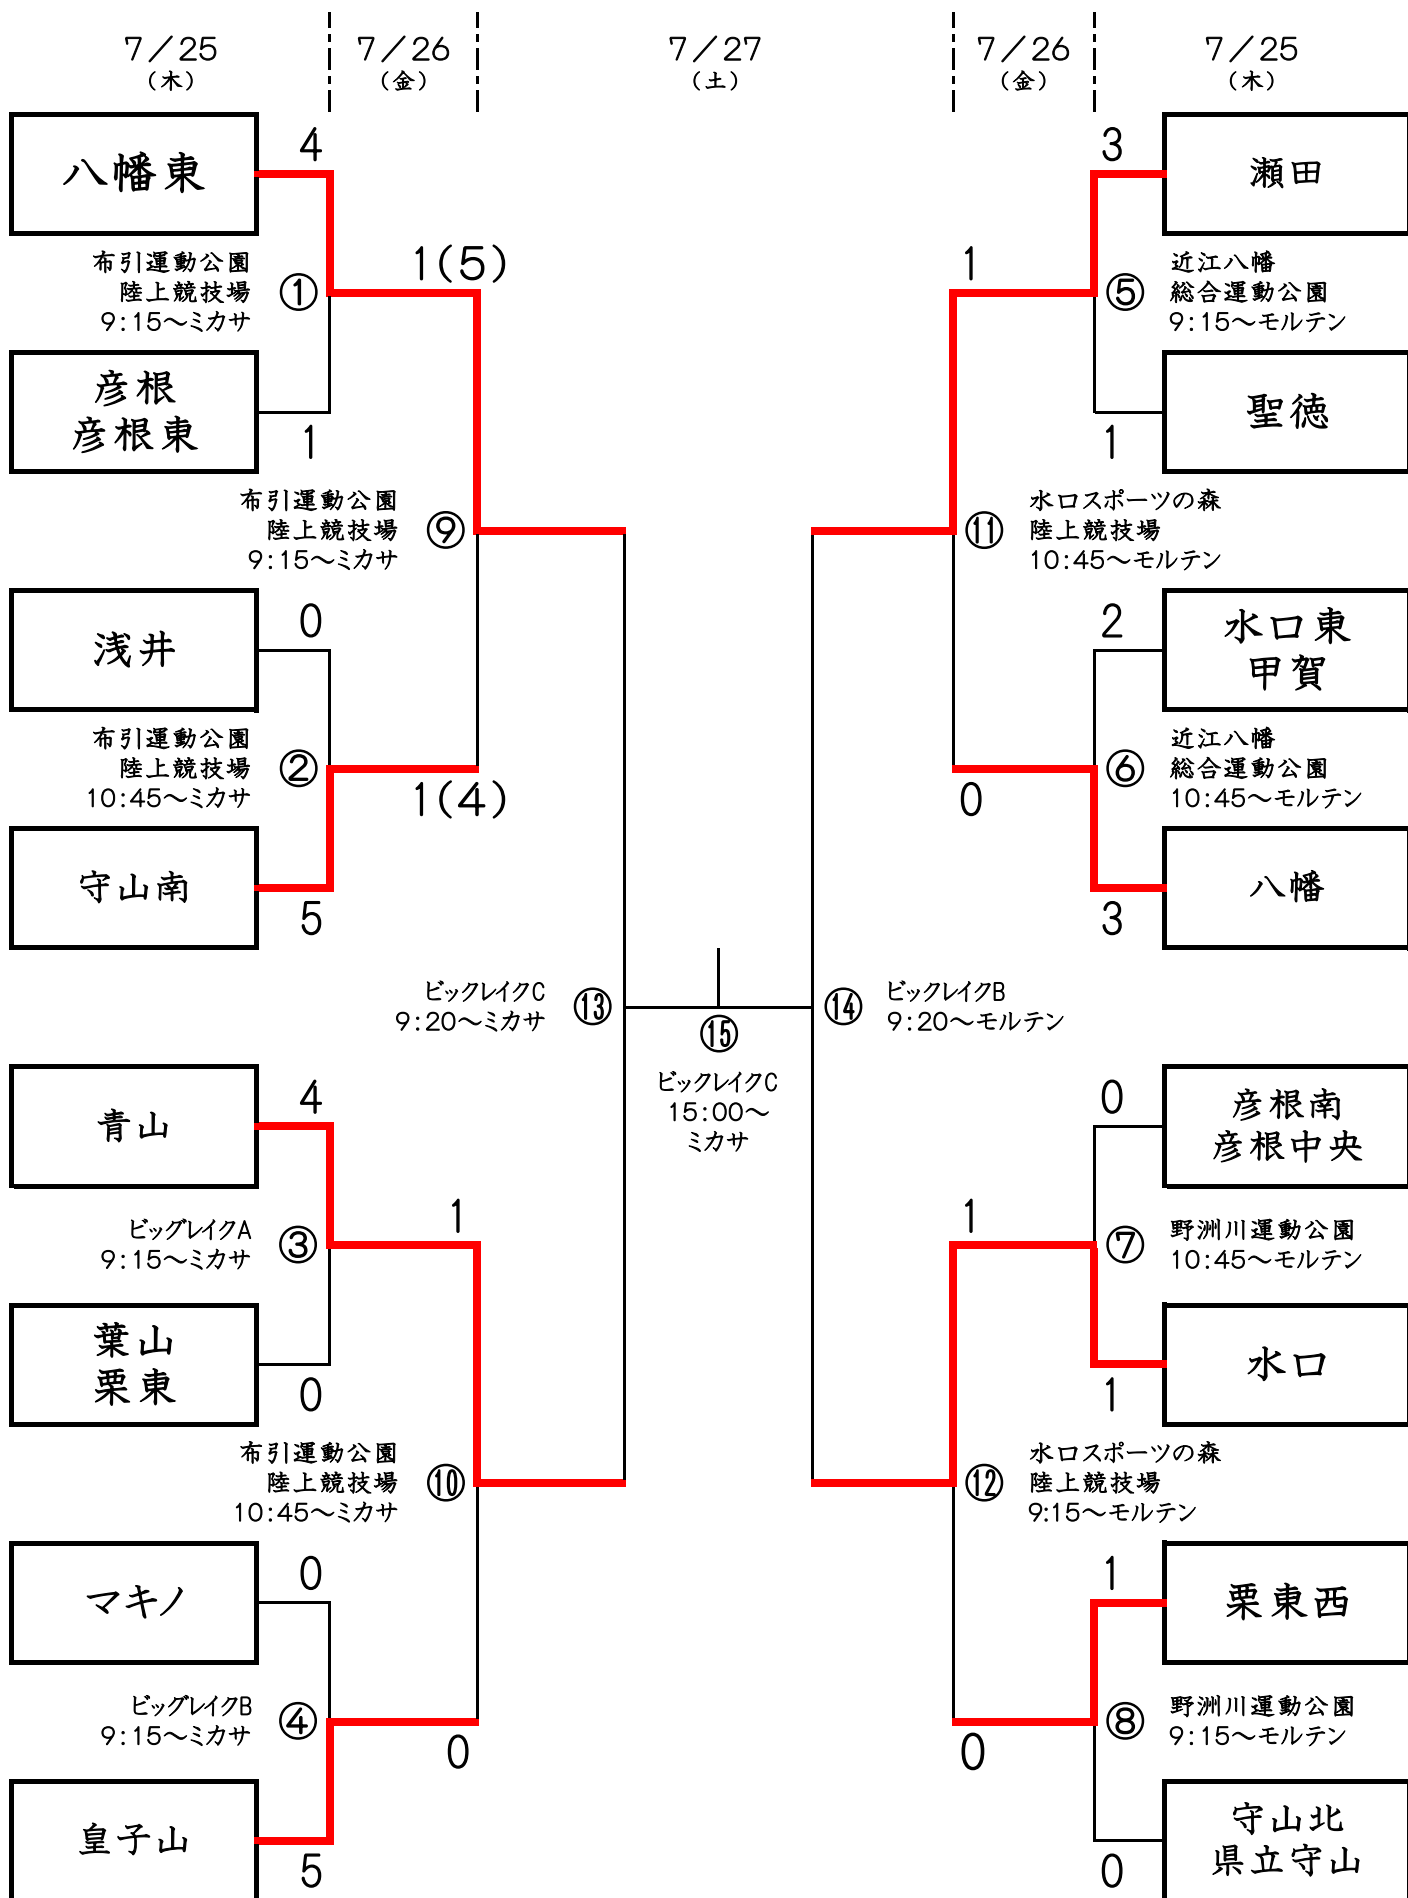 7／25
（木）
7／26
（金）
7／27
（土）
7／26
（金）
7／25
（木）
八幡東
4
布引運動公園
陸上競技場
9:15～ミカサ
①
1(5)
彦根
彦根東
1
布引運動公園
陸上競技場
9:15～ミカサ
⑨
浅井
0
布引運動公園
陸上競技場
10:45～ミカサ
②
1(4)
守山南
5
ビックレイクC
9:20～ミカサ
⑬
青山
4
ビッグレイクA
9:15～ミカサ
③
1
葉山
栗東
0
布引運動公園
陸上競技場
10:45～ミカサ
⑩
マキノ
0
ビッグレイクB
9:15～ミカサ
④
0
皇子山
5
⑮
ビックレイクC
15:00～
ミカサ
3
瀬田
1
⑤
近江八幡
総合運動公園
9:15～モルテン
聖徳
1
⑪
水口スポーツの森
陸上競技場
10:45～モルテン
2
水口東
甲賀
⑥
近江八幡
総合運動公園
10:45～モルテン
0
八幡
3
⑭
ビックレイクB
9:20～モルテン
0
彦根南
彦根中央
1
⑦
野洲川運動公園
10:45～モルテン
水口
1
⑫
水口スポーツの森
陸上競技場
9:15～モルテン
1
栗東西
⑧
野洲川運動公園
9:15～モルテン
0
守山北
県立守山
0